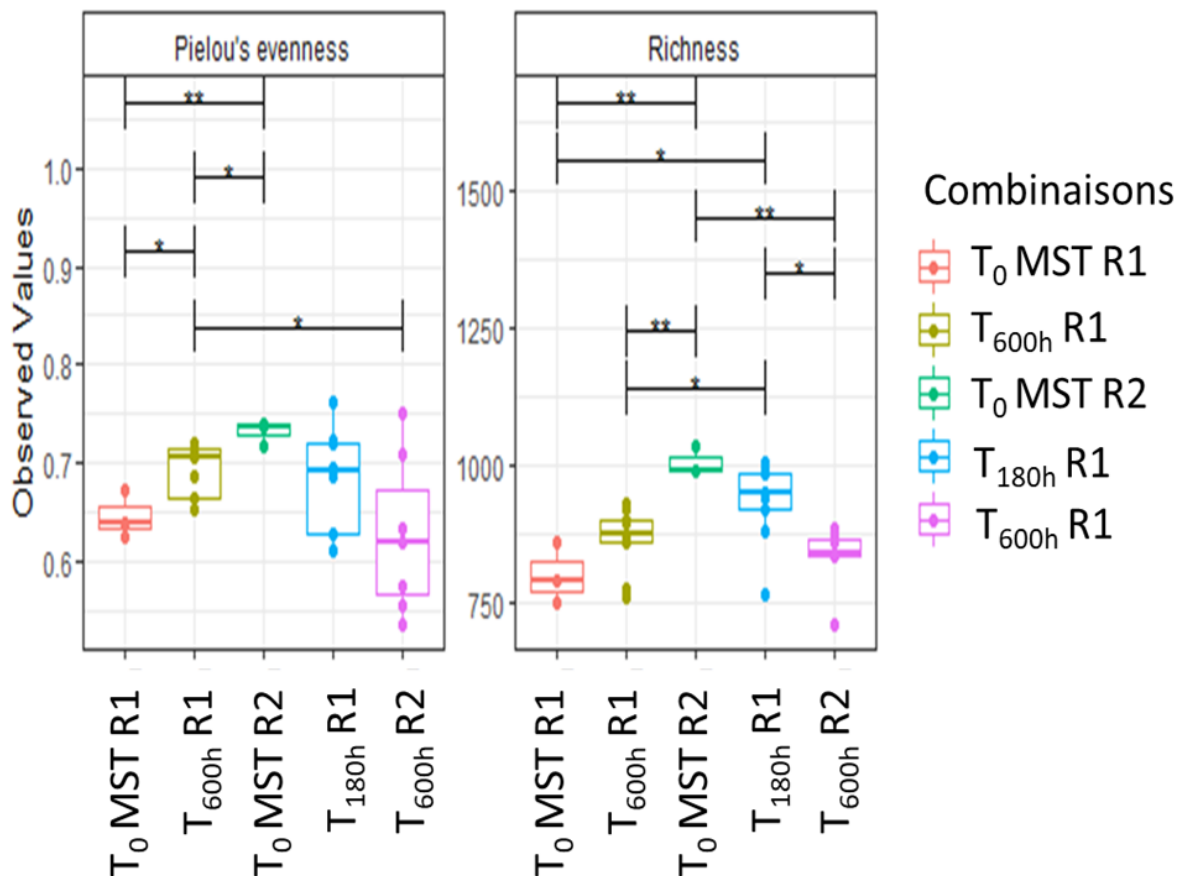 Pielou's evenness
Richness
Observed Values
1.0
0.9
0.8
0.7
0.6
**
*
*
*
1500
1250
1000
750
**
*
**
*
**
*
T₀ MST R1
T₆₀₀ₕ R1
T₀ MST R2
T₁₈₀ₕ R1
T₆₀₀ₕ R2
T₀ MST R1
T₆₀₀ₕ R1
T₀ MST R2
T₁₈₀ₕ R1
T₆₀₀ₕ R2
Combinaisons
T₀ MST R1
T₆₀₀ₕ R1
T₀ MST R2
T₁₈₀ₕ R1
T₆₀₀ₕ R1